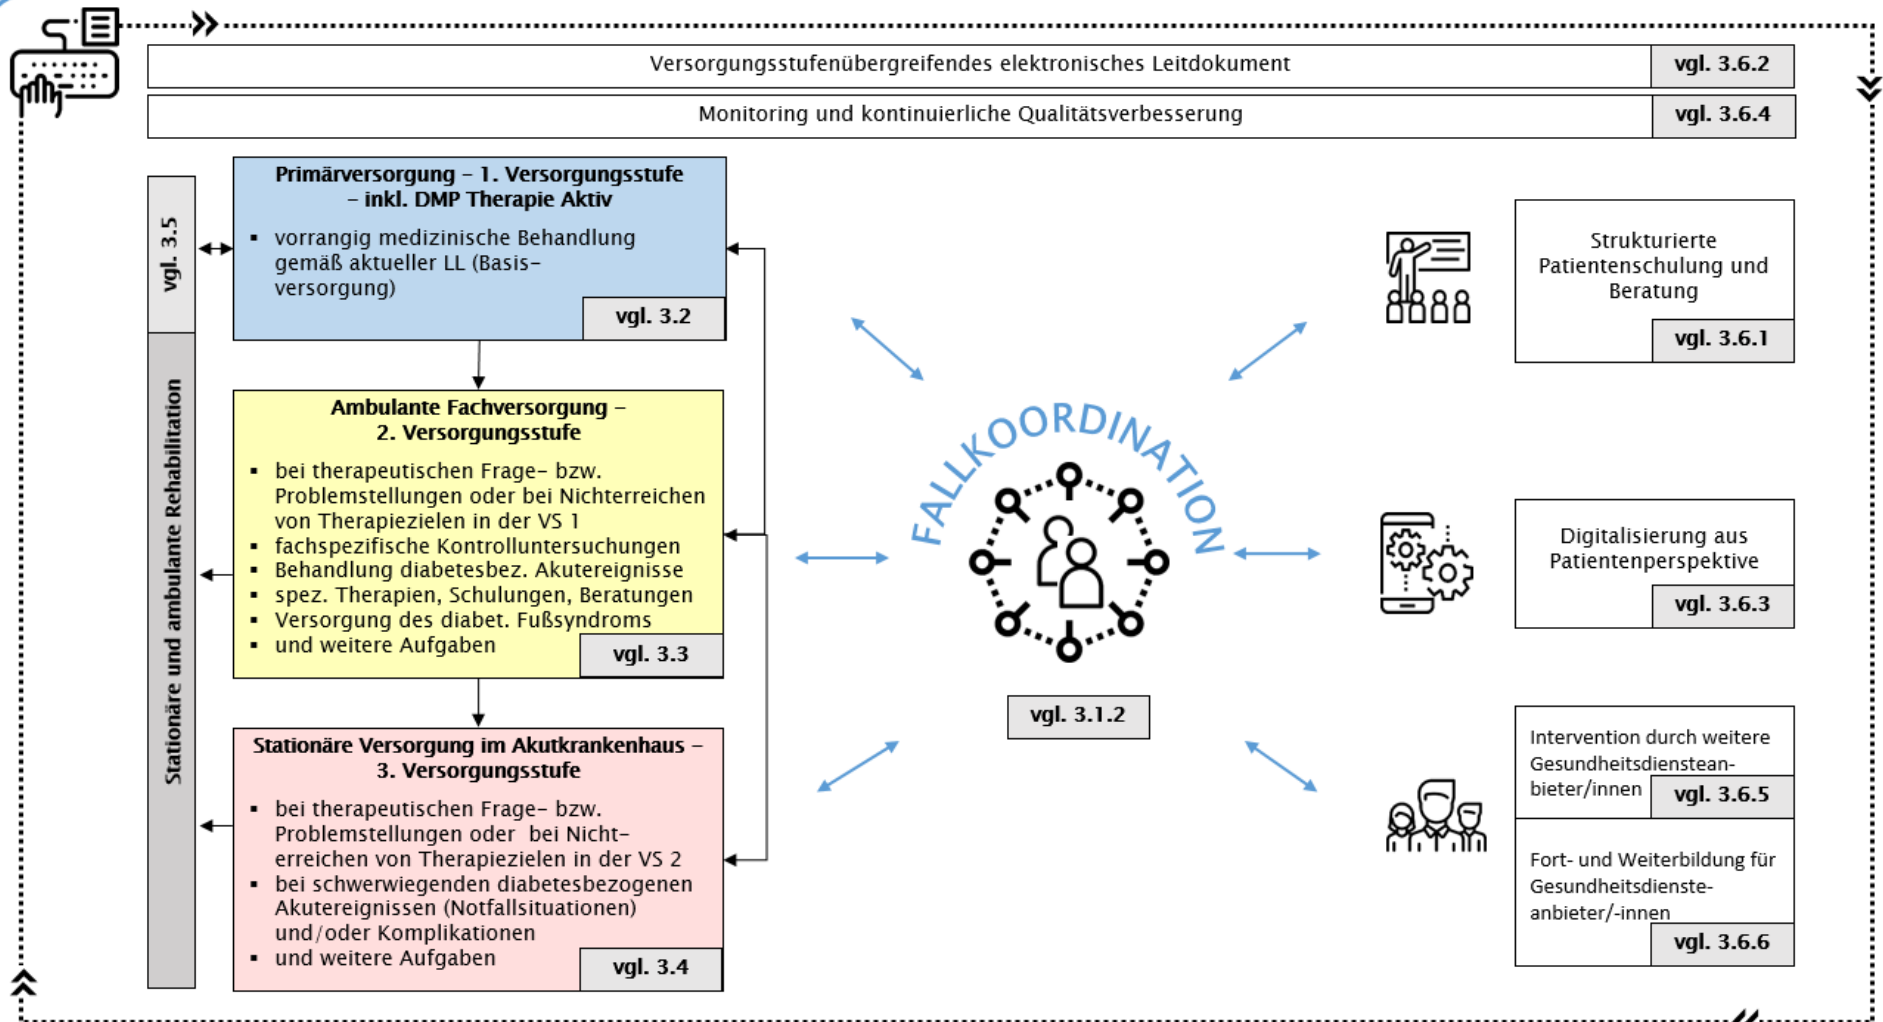 Versorgungsstufenübergreifendes elektronisches Leitdokument
vgl. 3.6.2
Monitoring und kontinuierliche Qualitätsverbesserung
vgl. 3.6.4
vgl. 3.5
Stationäre und ambulante Rehabilitation
Primärversorgung – 1. Versorgungsstufe
– inkl. DMP Therapie Aktiv
▪ vorrangig medizinische Behandlung
gemäß aktueller LL (Basis–
versorgung)
vgl. 3.2
Ambulante Fachversorgung –
2. Versorgungsstufe
▪ bei therapeutischen Frage– bzw.
Problemstellungen oder bei Nichterreichen
von Therapiezielen in der VS 1
▪ fachspezifische Kontrolluntersuchungen
▪ Behandlung diabetesbez. Akutereignisse
▪ spez. Therapien, Schulungen, Beratungen
▪ Versorgung des diabet. Fußsyndroms
▪ und weitere Aufgaben
vgl. 3.3
Stationäre Versorgung im Akutkrankenhaus –
3. Versorgungsstufe
▪ bei therapeutischen Frage– bzw.
Problemstellungen oder bei Nicht–
erreichen von Therapiezielen in der VS 2
▪ bei schwerwiegenden diabetesbezogenen
Akutereignissen (Notfallsituationen)
und/oder Komplikationen
▪ und weitere Aufgaben
vgl. 3.4
FALLKOORDINATION
vgl. 3.1.2
Strukturierte
Patientenschulung und
Beratung
vgl. 3.6.1
Digitalisierung aus
Patientenperspektive
vgl. 3.6.3
Intervention durch weitere
Gesundheitsdienstean-
bieter/innen
vgl. 3.6.5
Fort- und Weiterbildung für
Gesundheitsdienste-
anbieter/-innen
vgl. 3.6.6